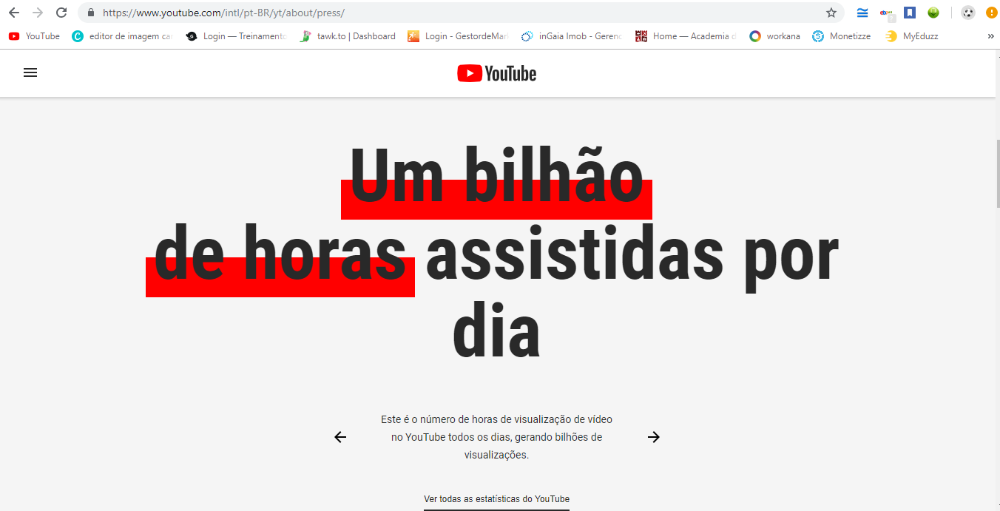 https://www.youtube.com/intl/pt-BR/yt/about/press/
YouTube editor de imagem car Login — Treinamento tawk.to | Dashboard Login - GestordeMark inGaia Imob - Gerenc Home — Academia d workana Monetizze MyEduzz »
YouTube
Um bilhão
de horas assistidas por
dia
Este é o número de horas de visualização de vídeo
no YouTube todos os dias, gerando bilhões de
visualizações.
Ver todas as estatísticas do YouTube